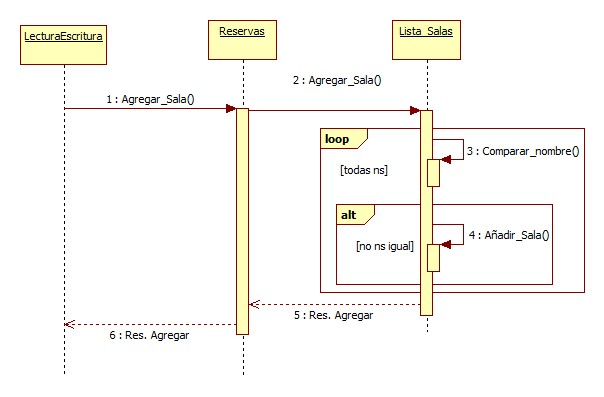 LecturaEscritura
Reservas
Lista_Salas
1 : Agregar_Sala()
2 : Agregar_Sala()
loop
[todas ns]
3 : Comparar_nombre()
alt
[no ns igual]
4 : Añadir_Sala()
5 : Res. Agregar
6 : Res. Agregar